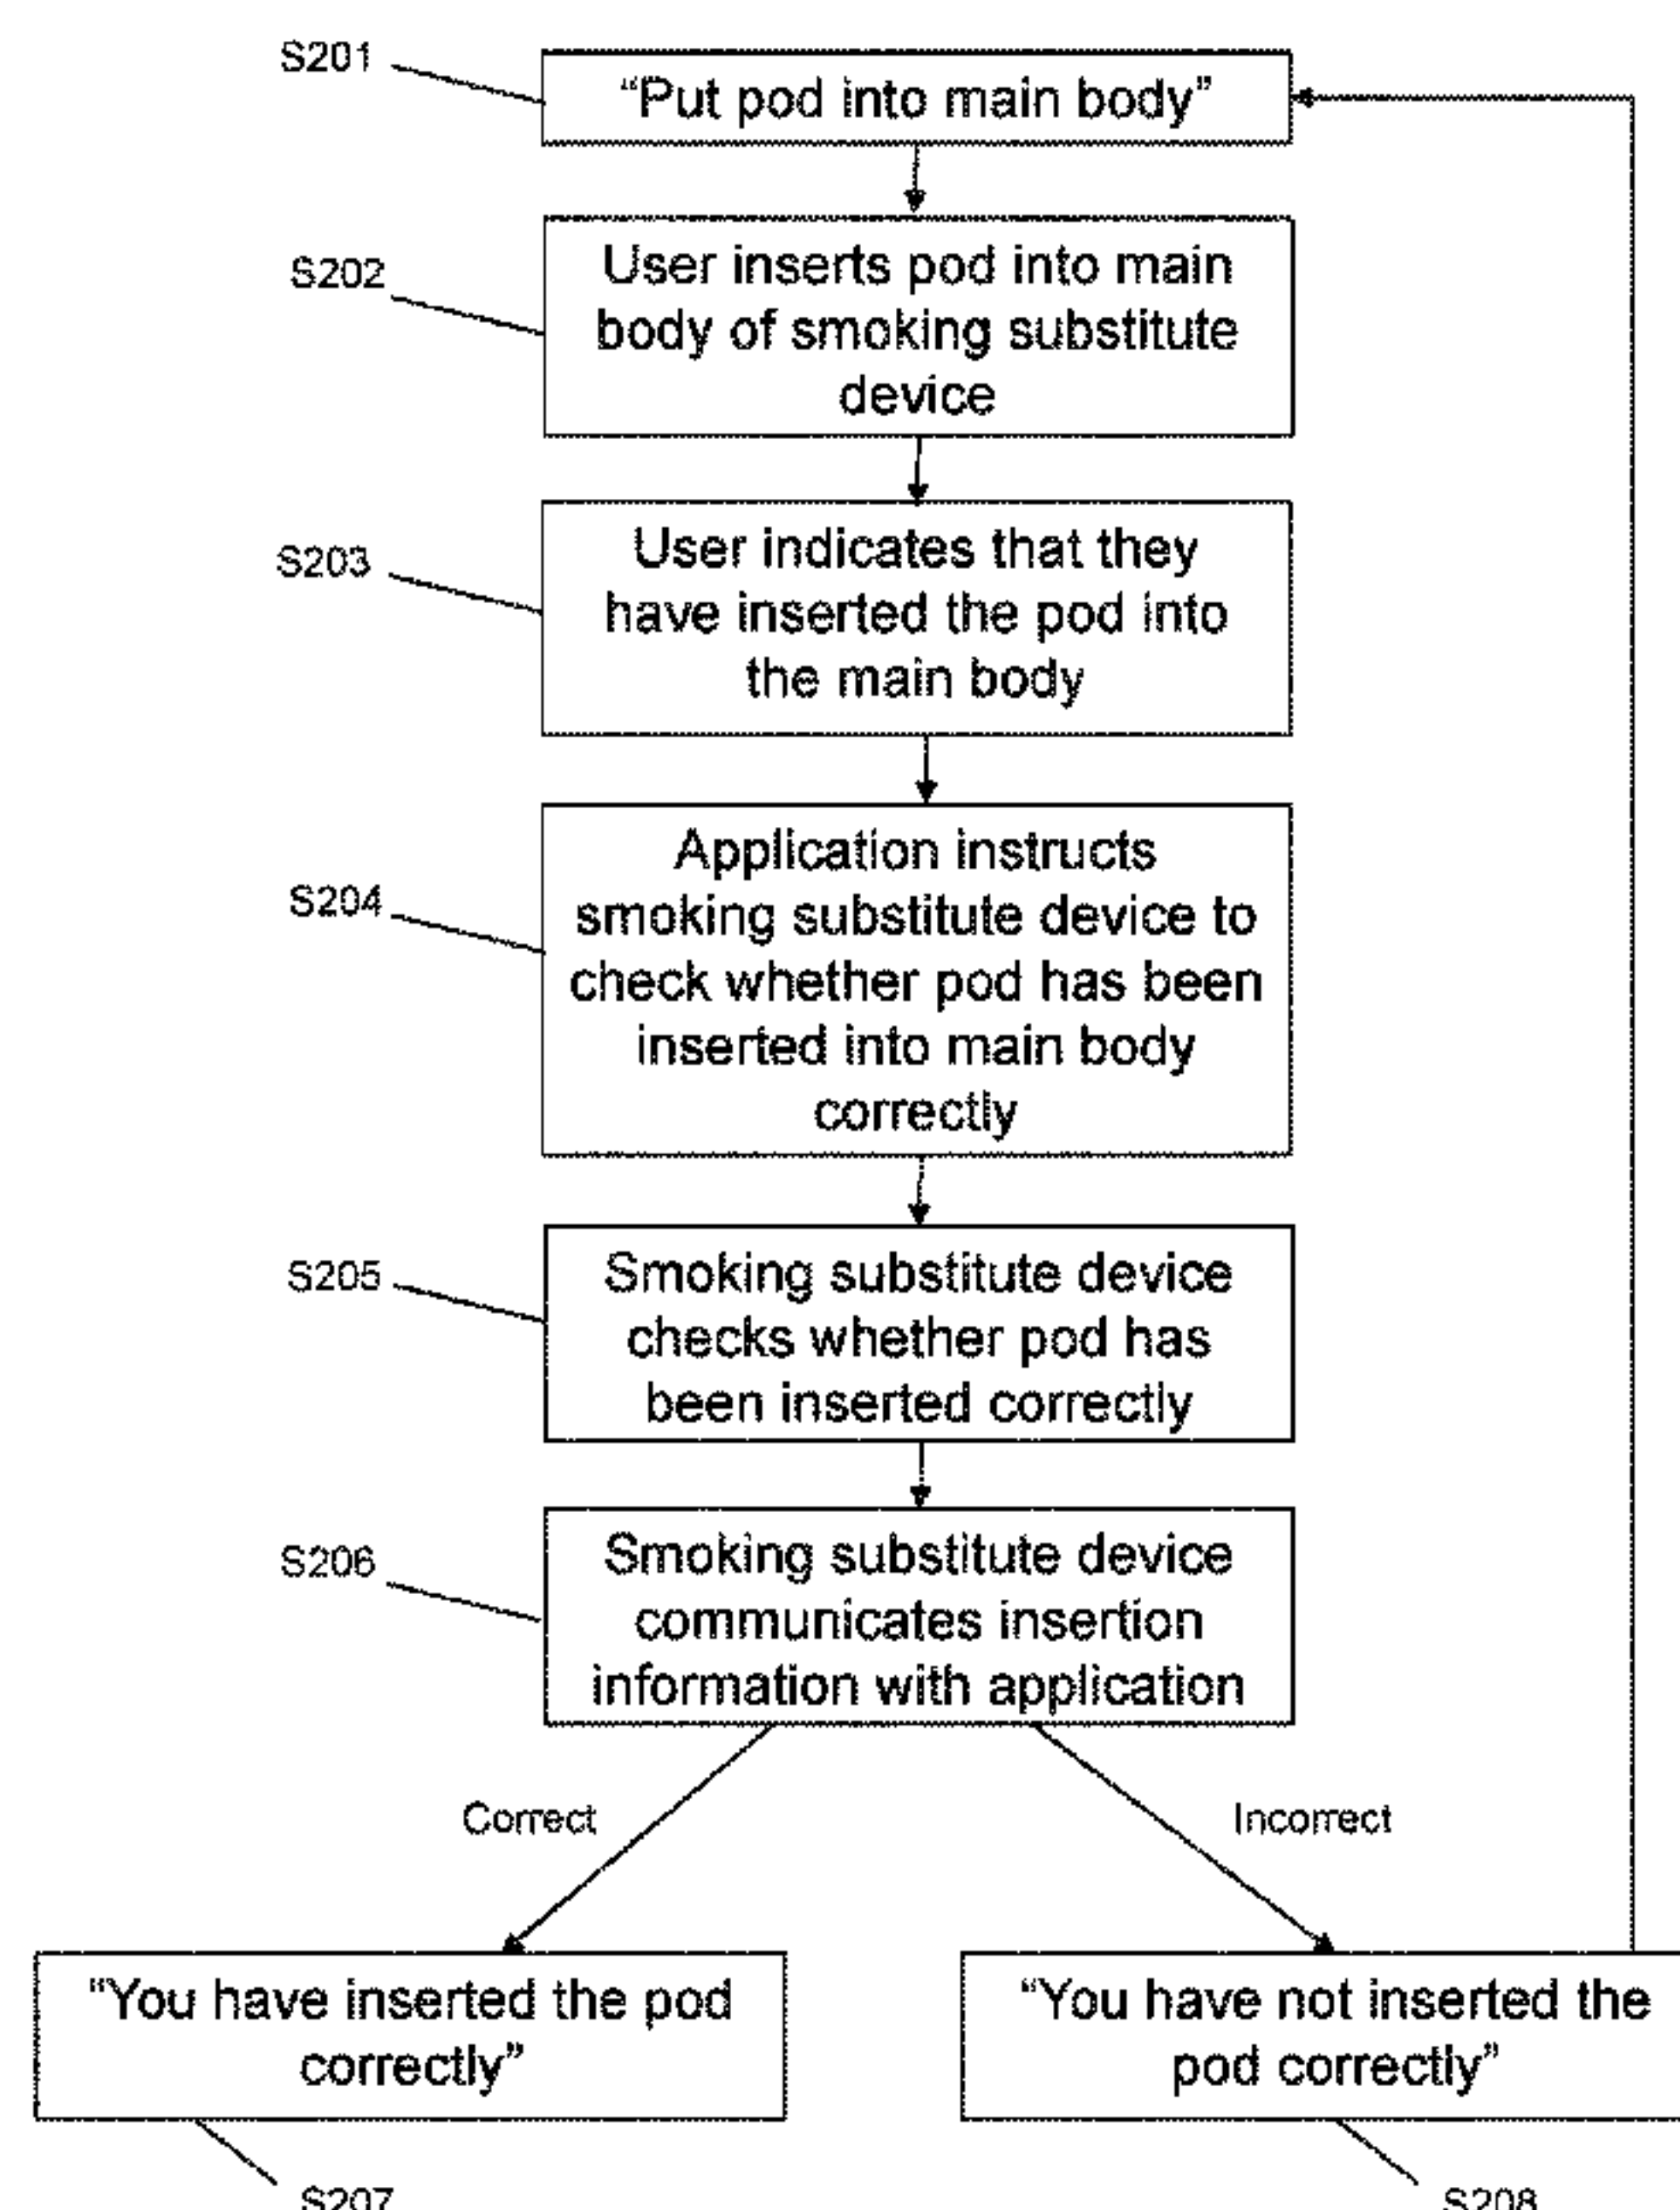 S201
“Put pod into main body”
S202
User inserts pod into main
body of smoking substitute
device
S203
User indicates that they
have inserted the pod into
the main body
S204
Application instructs
smoking substitute device to
check whether pod has been
inserted into main body
correctly
S205
Smoking substitute device
checks whether pod has
been inserted correctly
S206
Smoking substitute device
communicates insertion
information with application
Correct
Incorrect
“You have inserted the pod
correctly”
“You have not inserted the
pod correctly”
S207
S208